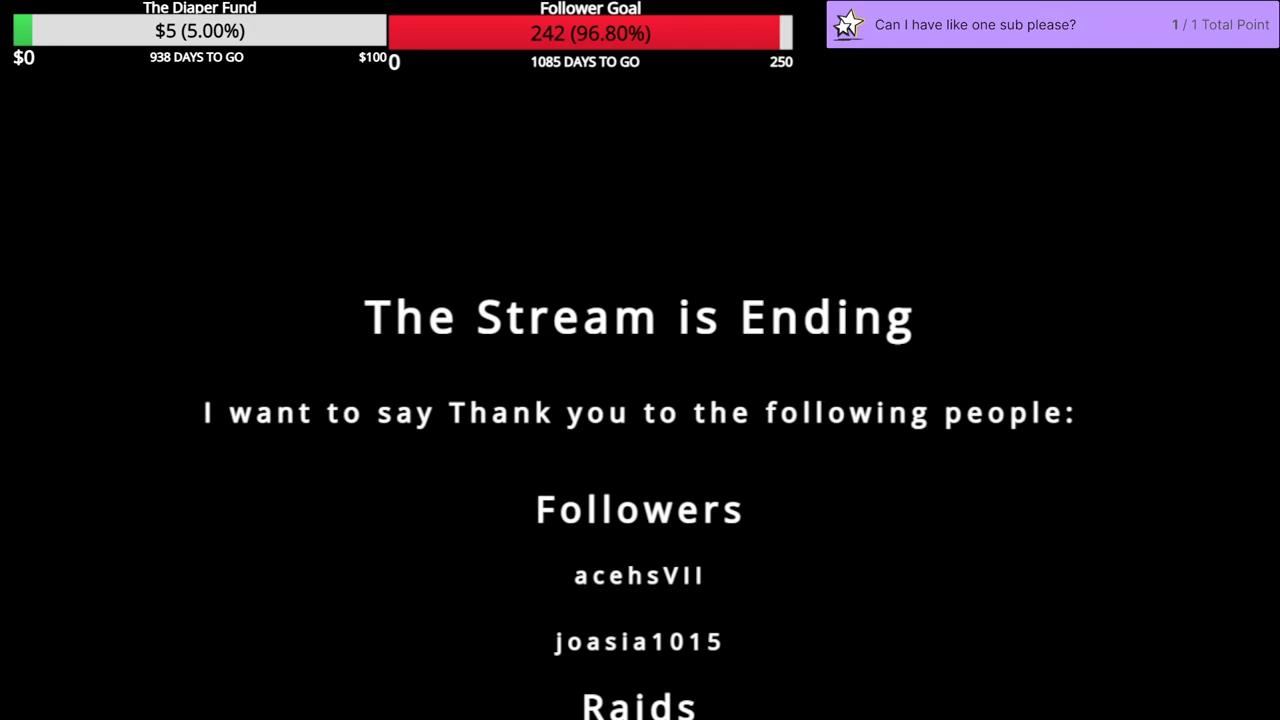 The Diaper Fund
$5 (5.00%)
$0
938 DAYS TO GO
$100
Follower Goal
242 (96.80%)
0
1085 DAYS TO GO
250
Can I have like one sub please?
1 / 1 Total Point
The Stream is Ending
I want to say Thank you to the following people:
Followers
acehsVII
joasia1015
Raids